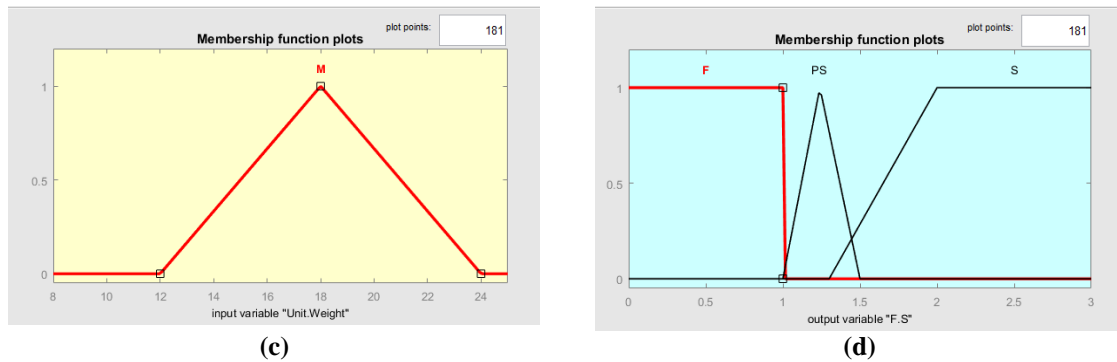 plot points: 181
Membership function plots
M
1
0.5
0
8 10 12 14 16 18 20 22 24
input variable "Unit.Weight"
(c)
plot points: 181
Membership function plots
F PS S
1
0.5
0
0 0.5 1 1.5 2 2.5 3
output variable "F.S"
(d)